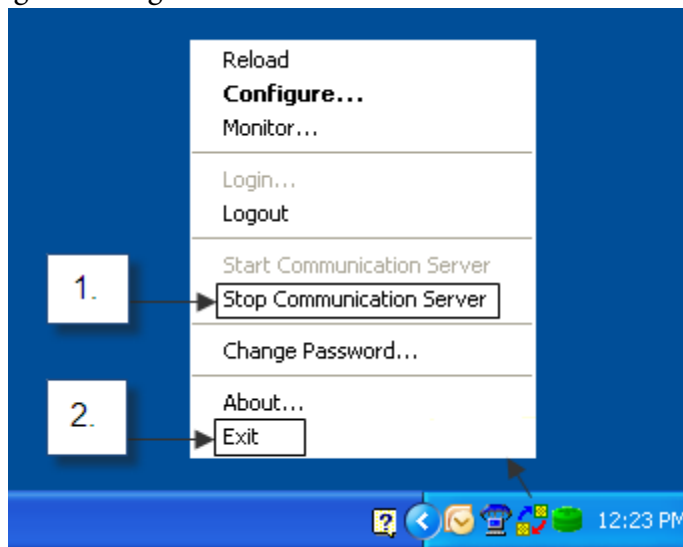 Reload
Configure...
Monitor...
Login...
Logout
Start Communication Server
1.
Stop Communication Server
Change Password...
About...
2.
Exit
?
12:23 PM